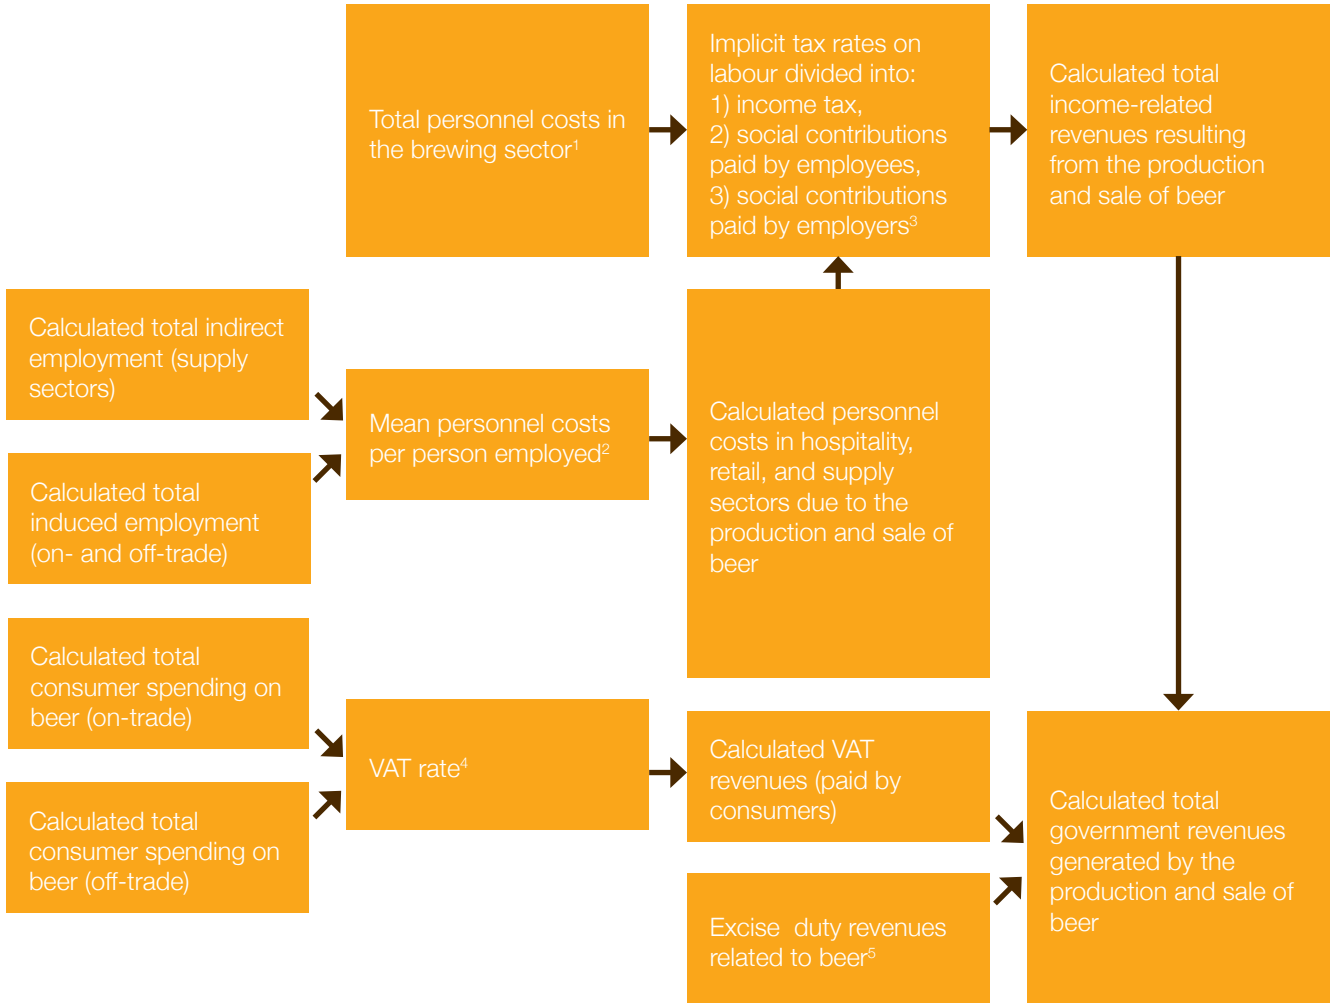 Total personnel costs in
the brewing sector¹
Implicit tax rates on
labour divided into:
1) income tax,
2) social contributions
paid by employees,
3) social contributions
paid by employers³
Calculated total
income-related
revenues resulting
from the production
and sale of beer
Calculated total indirect
employment (supply
sectors)
Calculated total
induced employment
(on- and off-trade)
Mean personnel costs
per person employed²
Calculated personnel
costs in hospitality,
retail, and supply
sectors due to the
production and sale of
beer
Calculated total
consumer spending on
beer (on-trade)
Calculated total
consumer spending on
beer (off-trade)
VAT rate⁴
Calculated VAT
revenues (paid by
consumers)
Excise duty revenues
related to beer⁵
Calculated total
government revenues
generated by the
production and sale of
beer